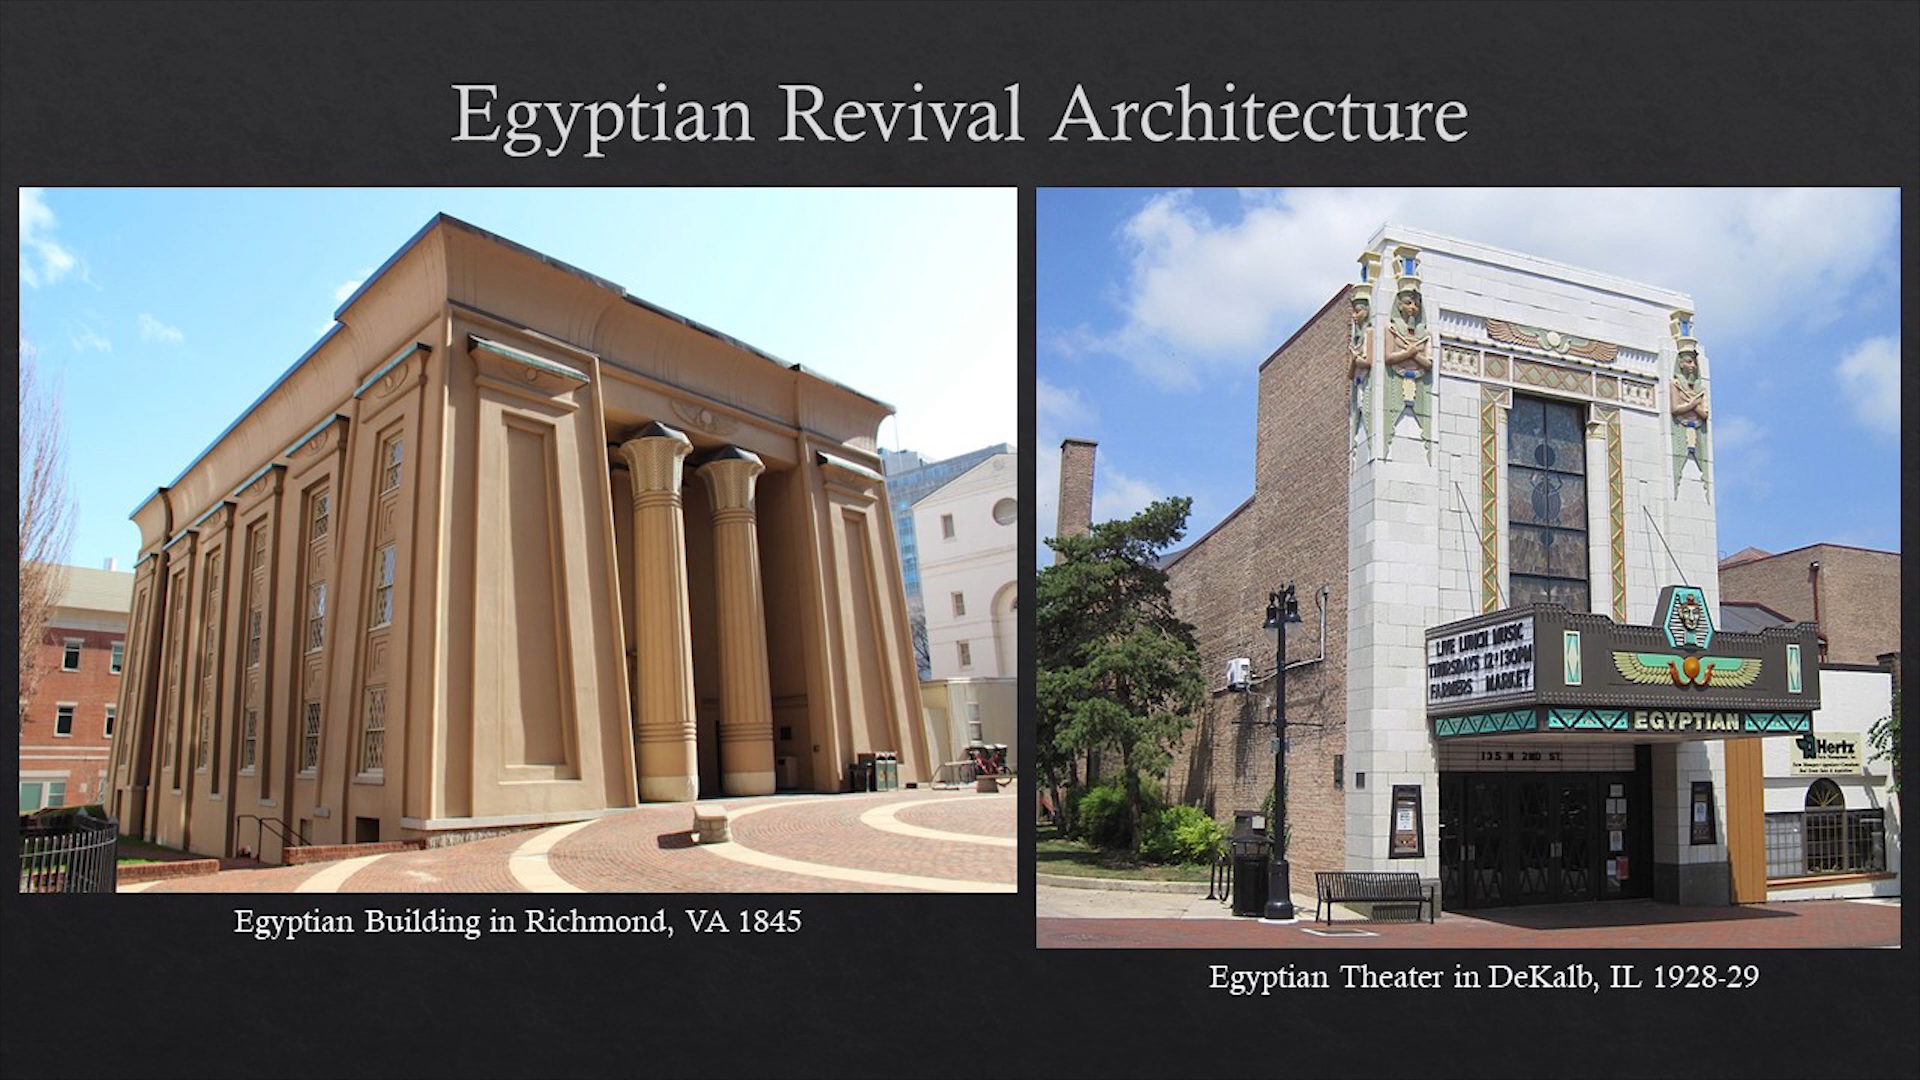 Egyptian Revival Architecture
LIVE LUNCH MUSIC
THURSDAYS 12-1:30PM
FARMERS MARKET
EGYPTIAN
135 N 2ND ST.
Hertz
Egyptian Building in Richmond, VA 1845
Egyptian Theater in DeKalb, IL 1928-29